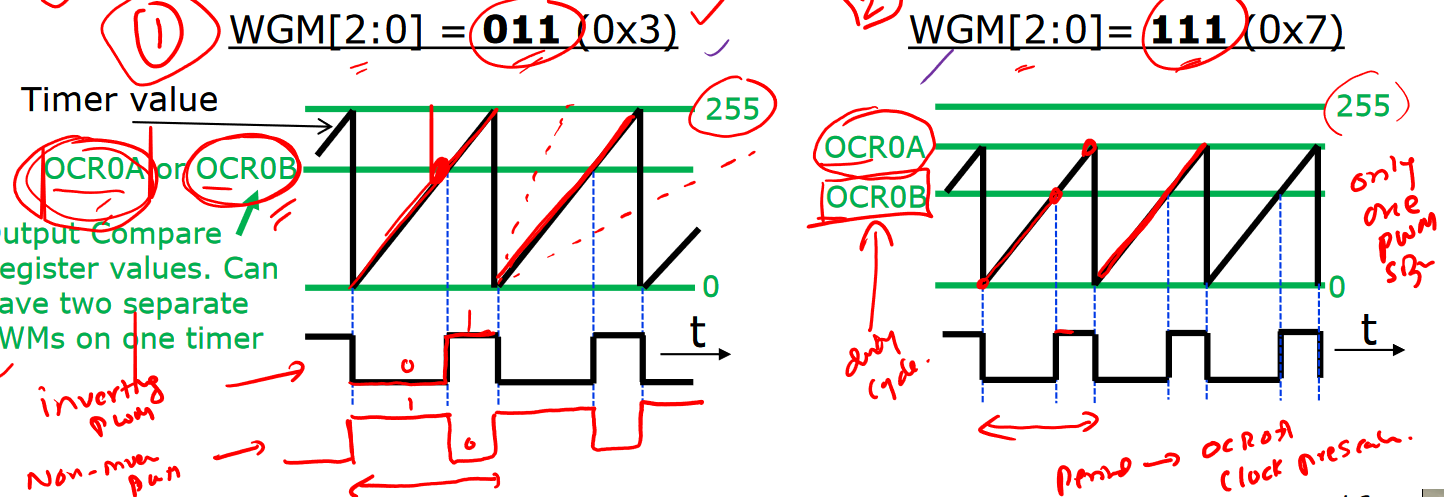 ①
WGM[2:0] = 011 (0x3)
Timer value
255
OCR0A or OCR0B
utput Compare
egister values. Can
ave two separate
WMs on one timer
0
t
0
1
1
0
inverting
pwm
Non-inver
pwm
2
WGM[2:0]= 111 (0x7)
255
OCR0A
OCR0B
0
t
only
one
pwm
duty
cycle.
Period → OCR0A
clock prescale.